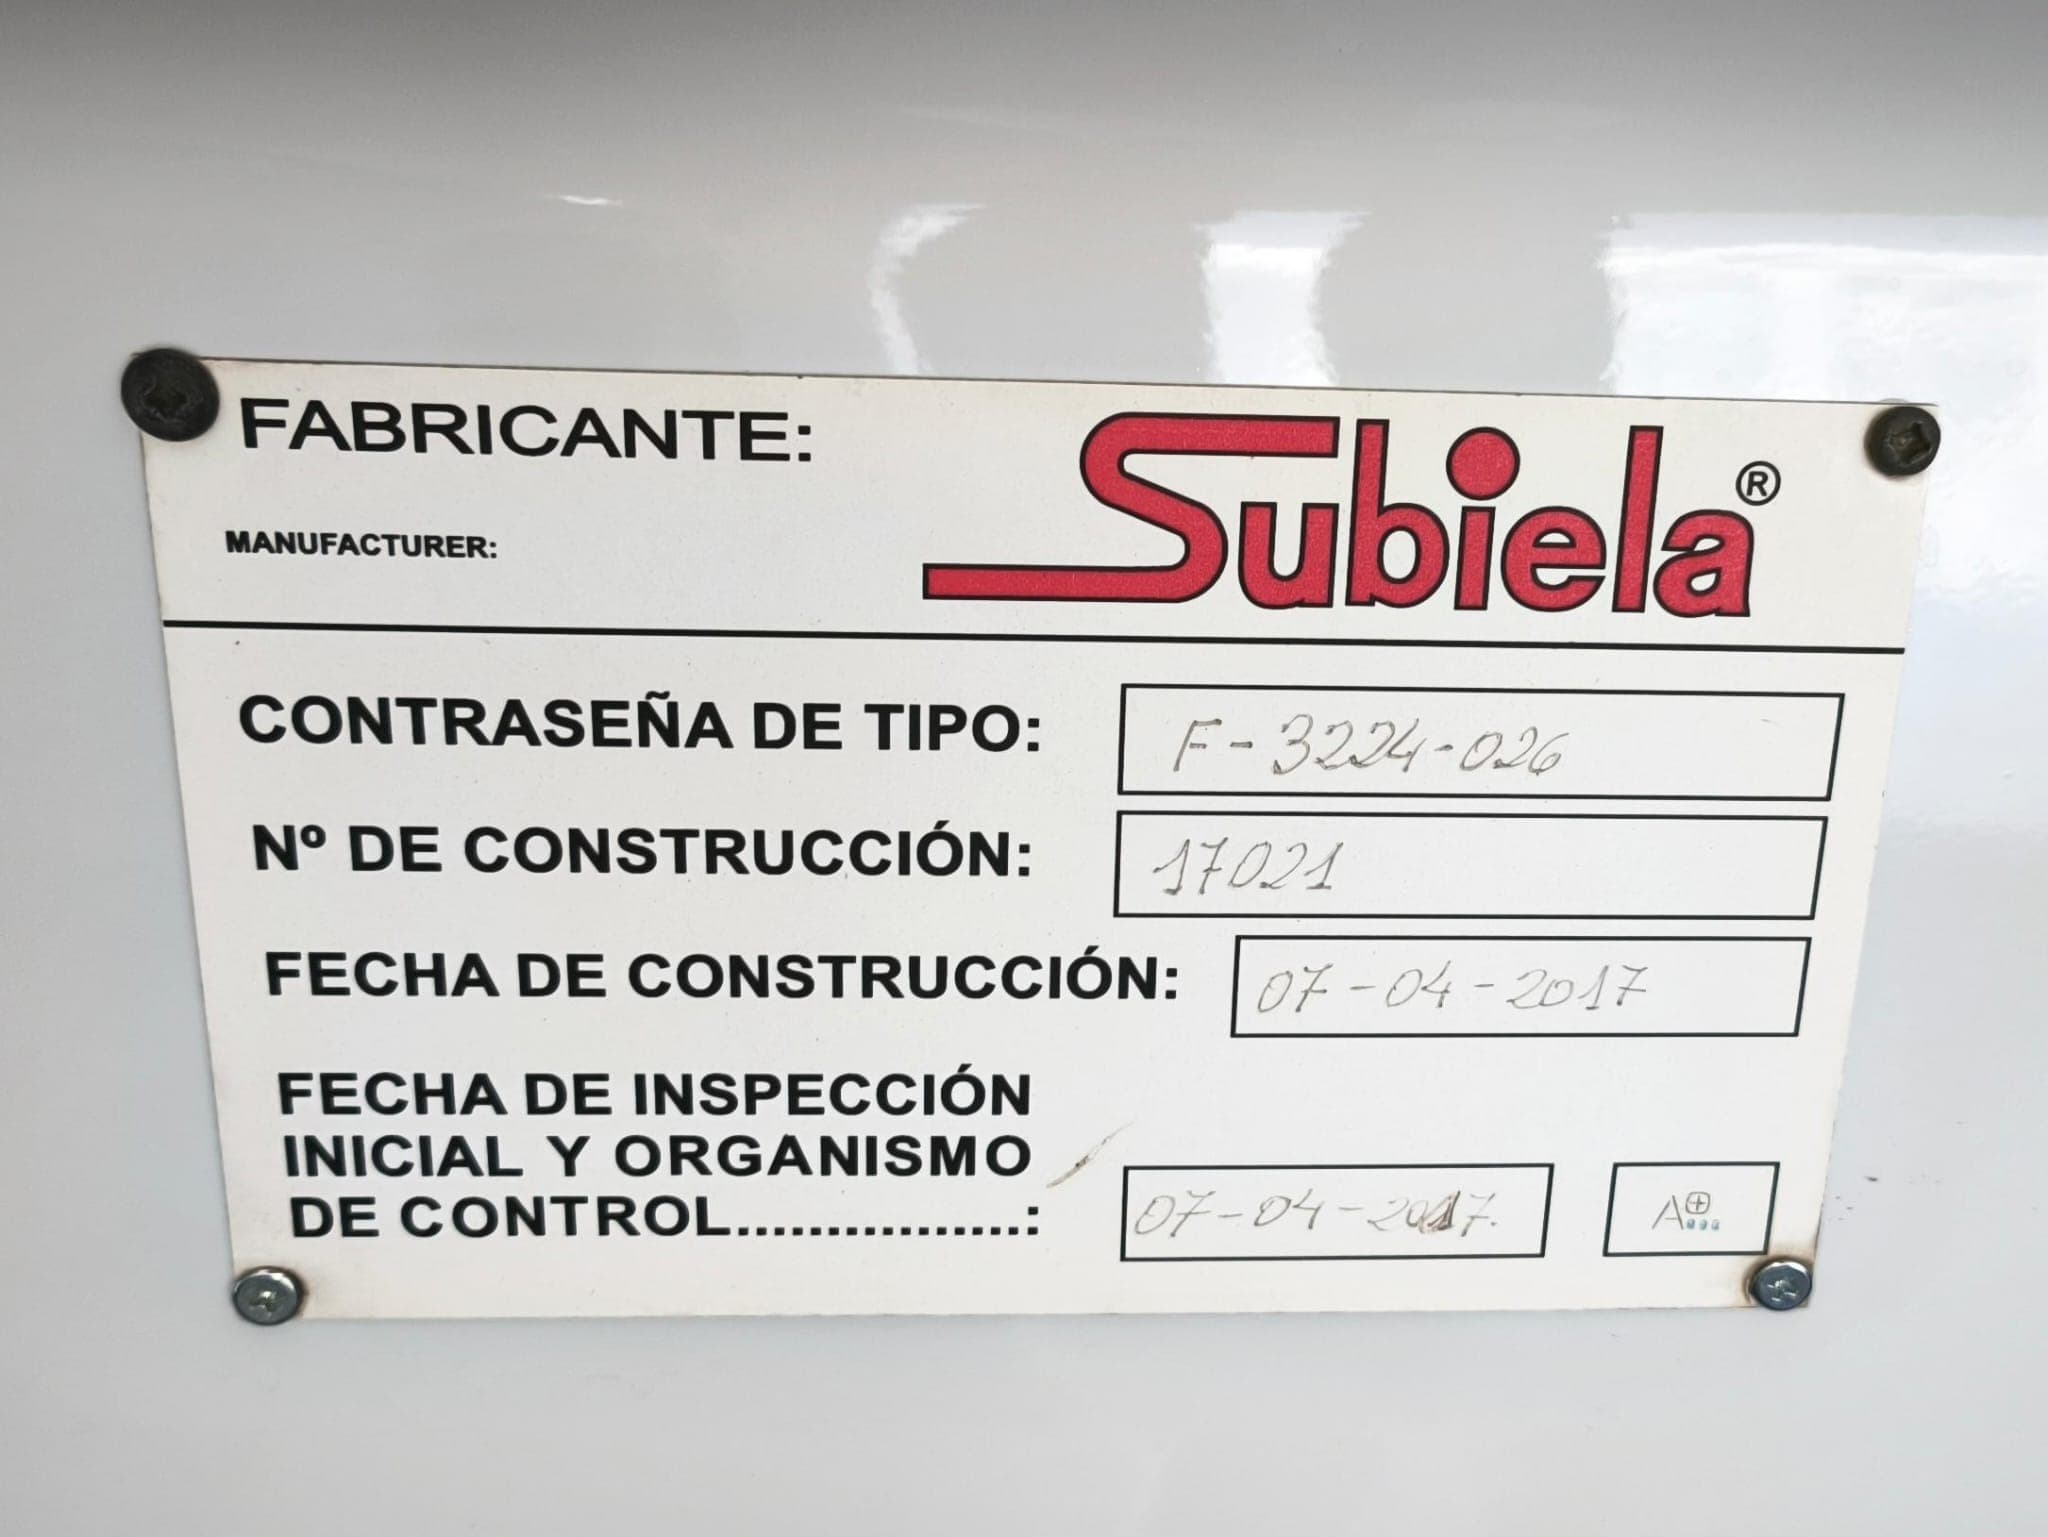 FABRICANTE:
MANUFACTURER:
Subiela®
CONTRASEÑA DE TIPO: F-3224-026
Nº DE CONSTRUCCIÓN: 17021
FECHA DE CONSTRUCCIÓN: 07-04-2017
FECHA DE INSPECCIÓN
INICIAL Y ORGANISMO
DE CONTROL................: 07-04-2017.